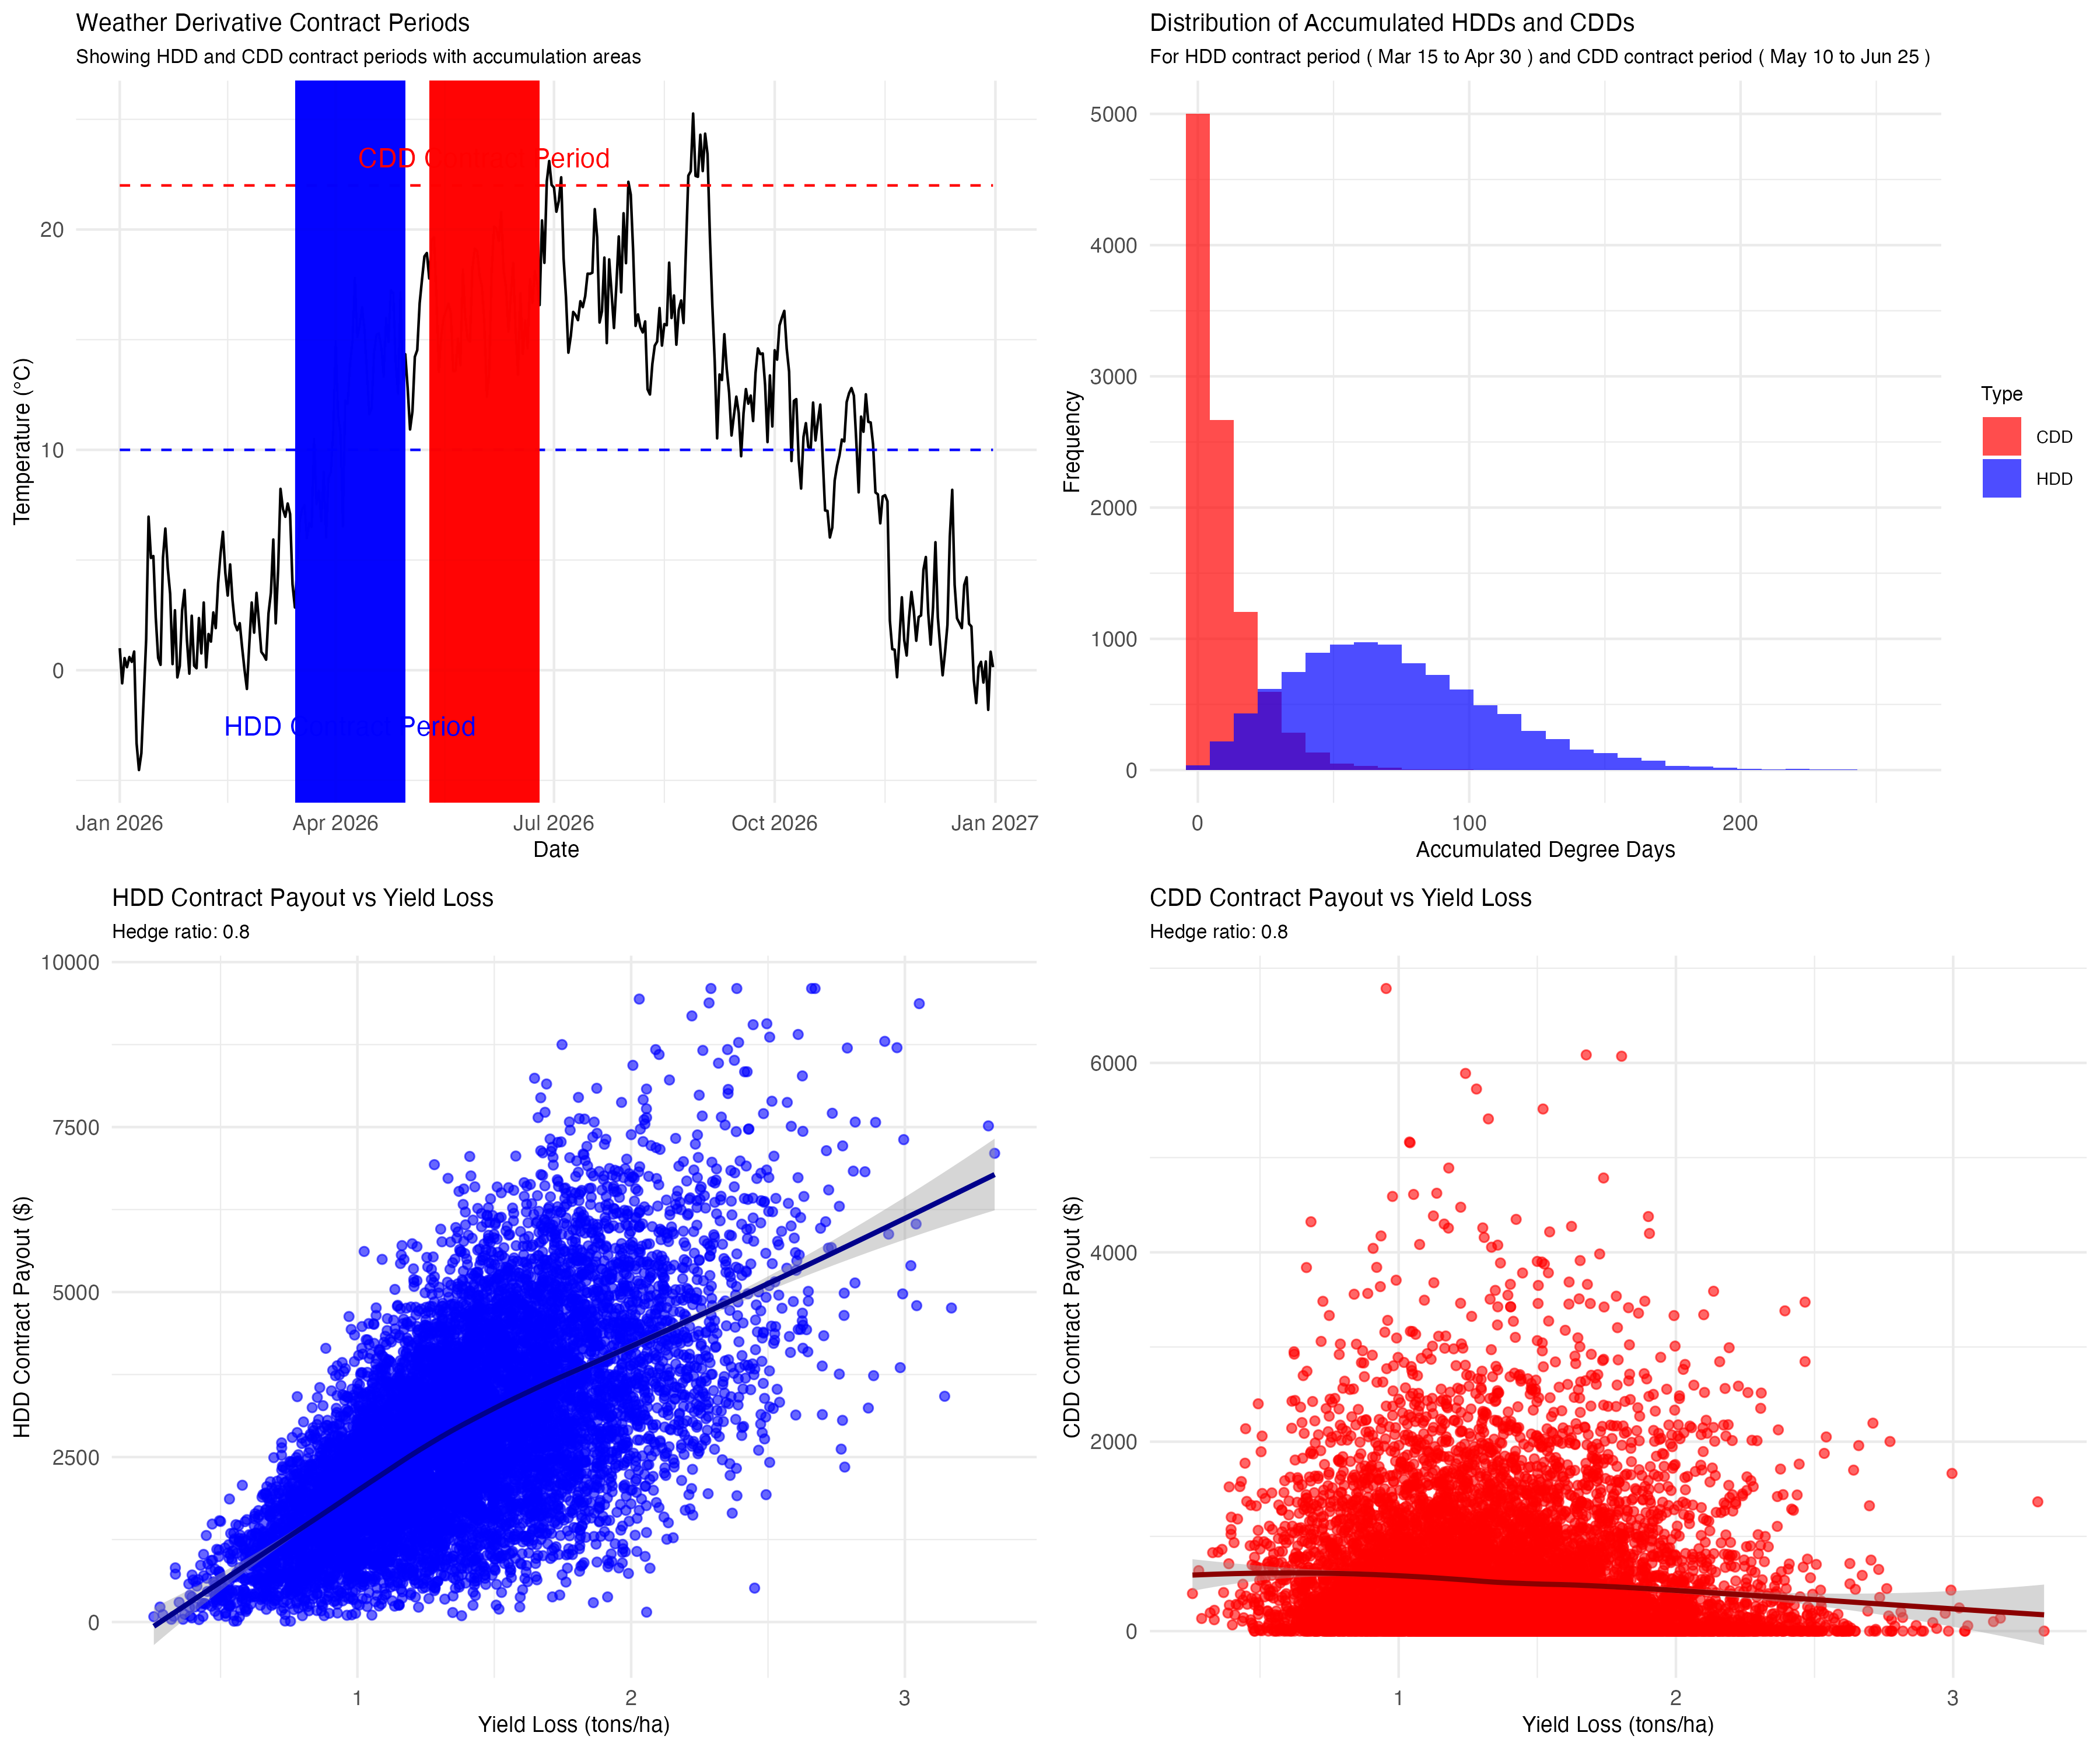 Weather Derivative Contract Periods
Showing HDD and CDD contract periods with accumulation areas
CDD Contract Period
HDD Contract Period
20
10
0
Temperature (°C)
Jan 2026
Apr 2026
Jul 2026
Oct 2026
Jan 2027
Date
Distribution of Accumulated HDDs and CDDs
For HDD contract period ( Mar 15 to Apr 30 ) and CDD contract period ( May 10 to Jun 25 )
5000
4000
3000
2000
1000
0
Frequency
0
100
200
Accumulated Degree Days
Type
CDD
HDD
HDD Contract Payout vs Yield Loss
Hedge ratio: 0.8
10000
7500
5000
2500
0
HDD Contract Payout ($)
1
2
3
Yield Loss (tons/ha)
CDD Contract Payout vs Yield Loss
Hedge ratio: 0.8
6000
4000
2000
0
CDD Contract Payout ($)
1
2
3
Yield Loss (tons/ha)